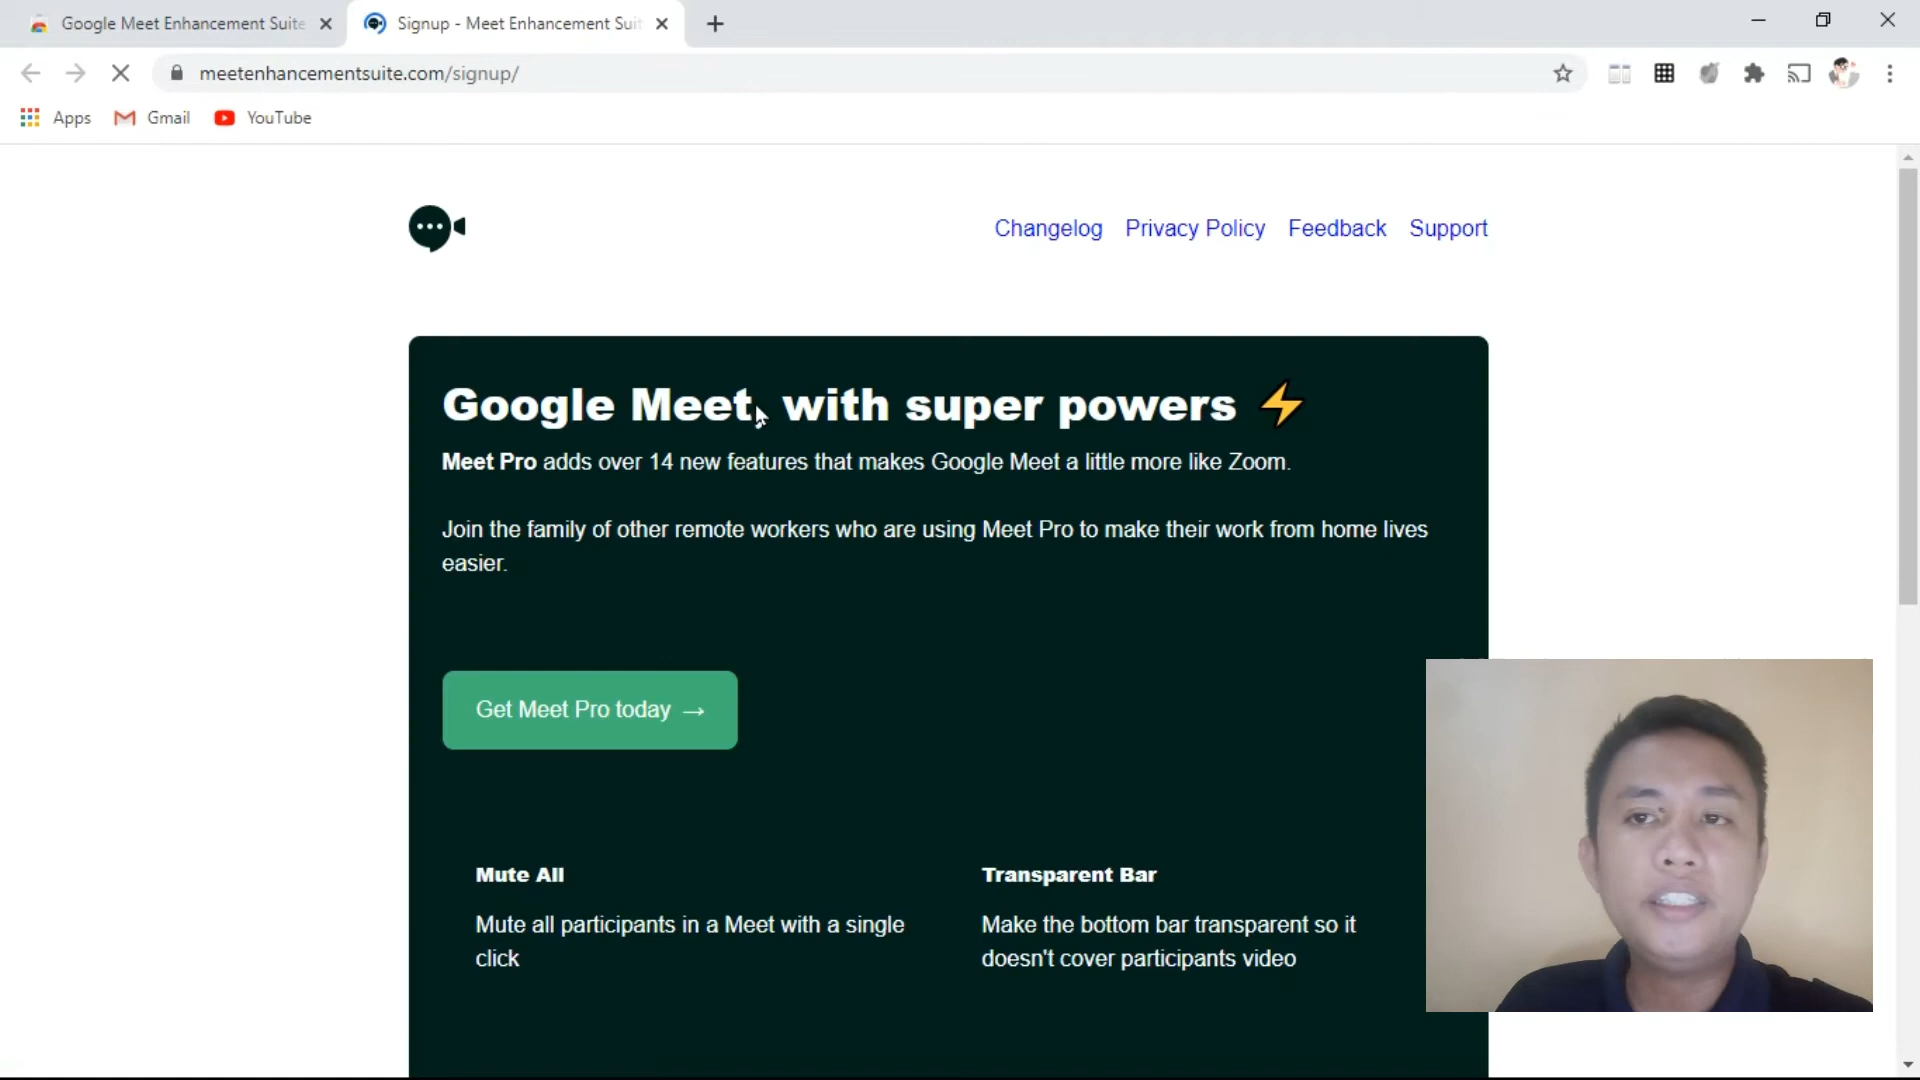 Google Meet Enhancement Suite
Signup - Meet Enhancement Suit
meetenhancementsuite.com/signup/
Apps
Gmail
YouTube
Changelog
Privacy Policy
Feedback
Support
Google Meet, with super powers ⚡
Meet Pro adds over 14 new features that makes Google Meet a little more like Zoom.
Join the family of other remote workers who are using Meet Pro to make their work from home lives
easier.
Get Meet Pro today →
Mute All
Mute all participants in a Meet with a single
click
Transparent Bar
Make the bottom bar transparent so it
doesn't cover participants video